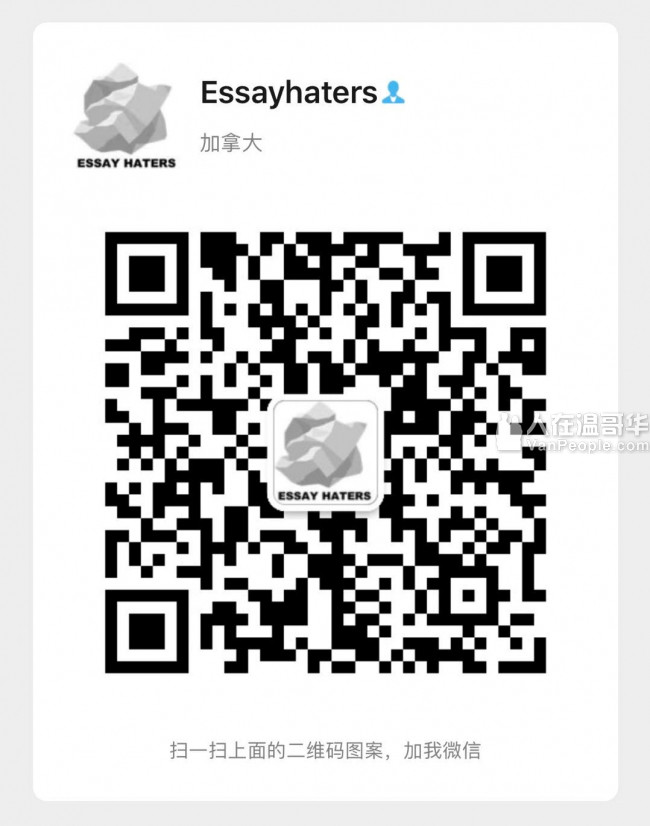 Essayhaters
加拿大
ESSAY HATERS
ESSAY HATERS
人在温哥华
VanPeople.com
扫一扫上面的二维码图案，加我微信